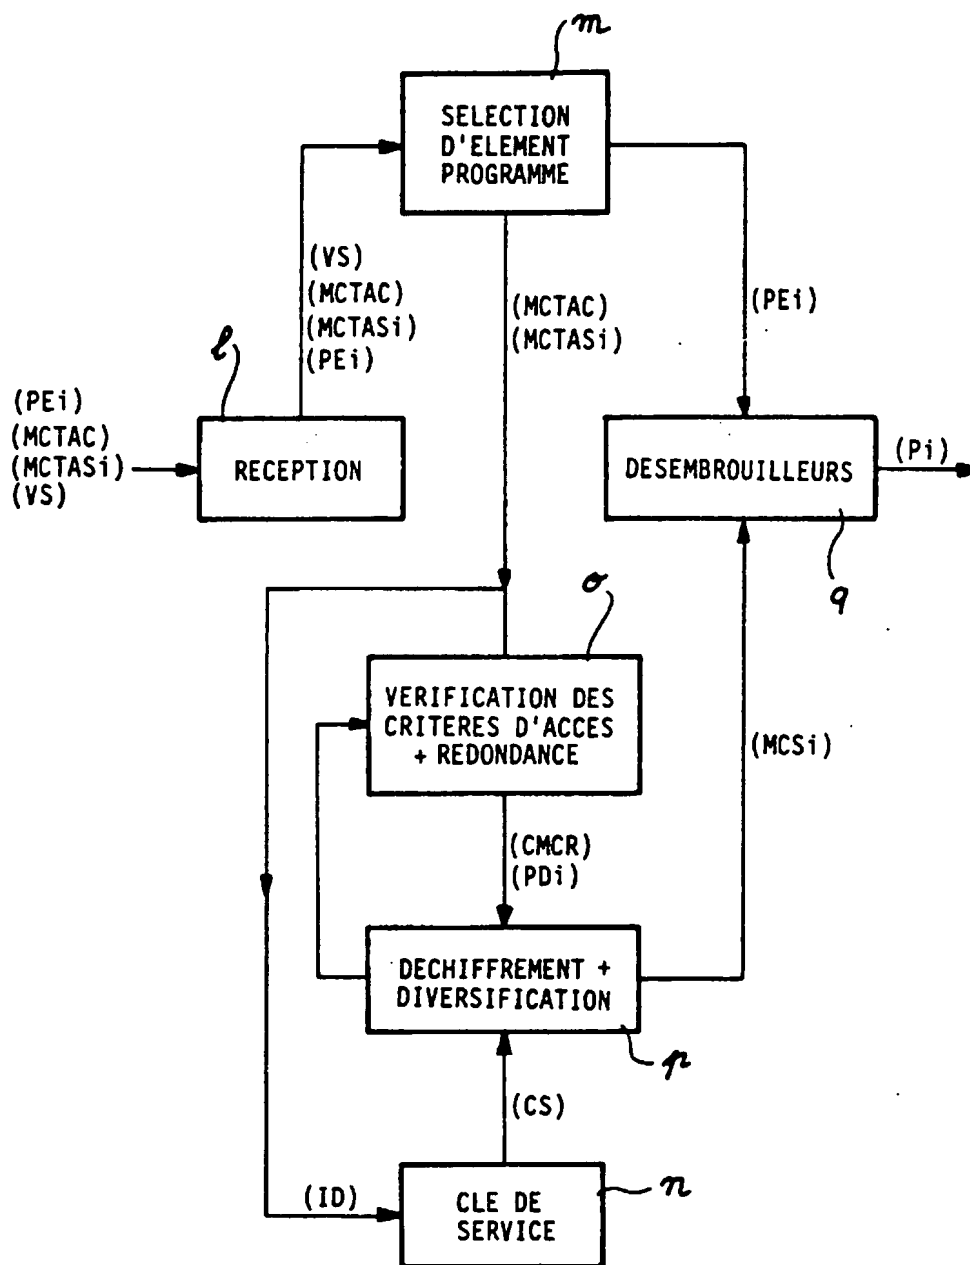 m
SELECTION
D'ELEMENT
PROGRAMME
(VS)
(MCTAC)
(MCTASi)
(PEi)
(MCTAC)
(MCTASi)
(PEi)
l
(PEi)
(MCTAC)
(MCTASi)
(VS)
RECEPTION
DESEMBROUILLEURS
(Pi)
q
o
VERIFICATION DES
CRITERES D'ACCES
+ REDONDANCE
(MCSi)
(CMCR)
(PDi)
DECHIFFREMENT +
DIVERSIFICATION
p
(CS)
(ID)
CLE DE
SERVICE
n